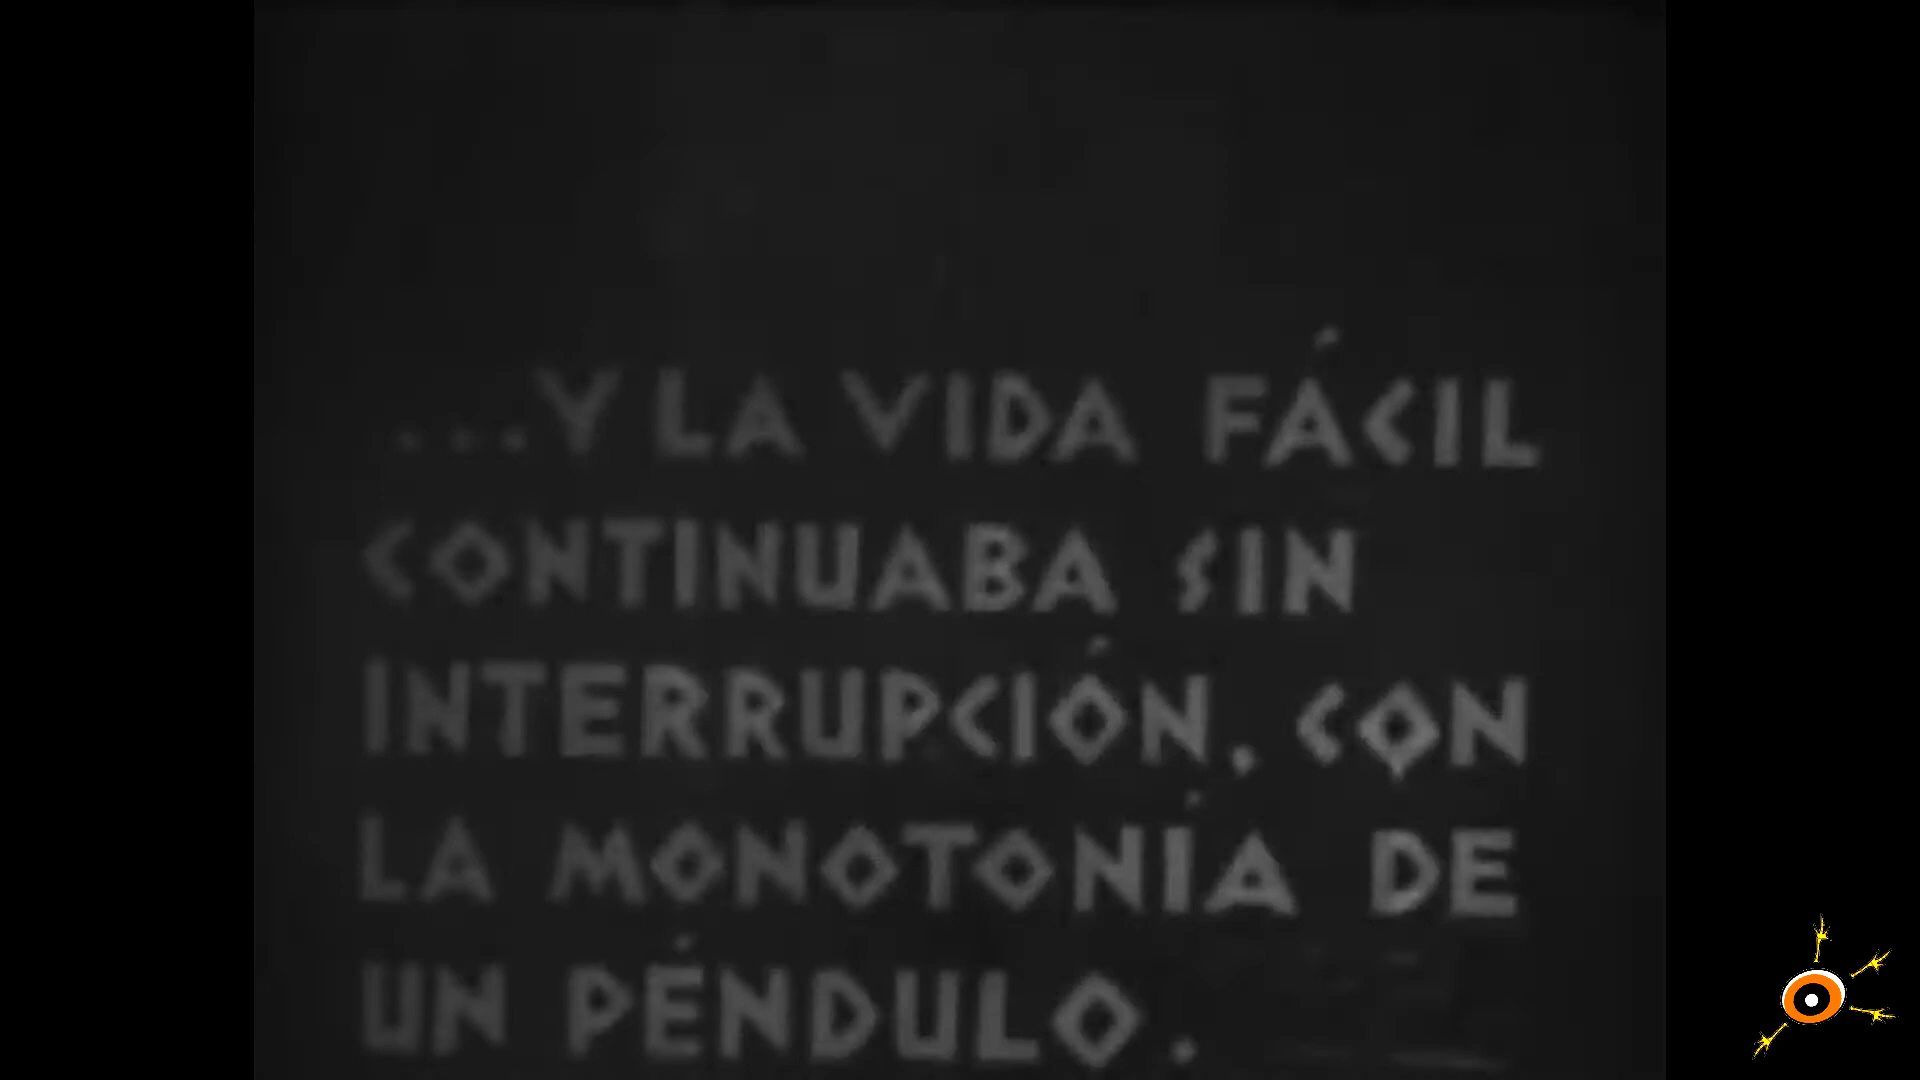 ...Y LA VIDA FÁCIL
CONTINUABA SIN
INTERRUPCIÓN, CON
LA MONOTONÍA DE
UN PÉNDULO.